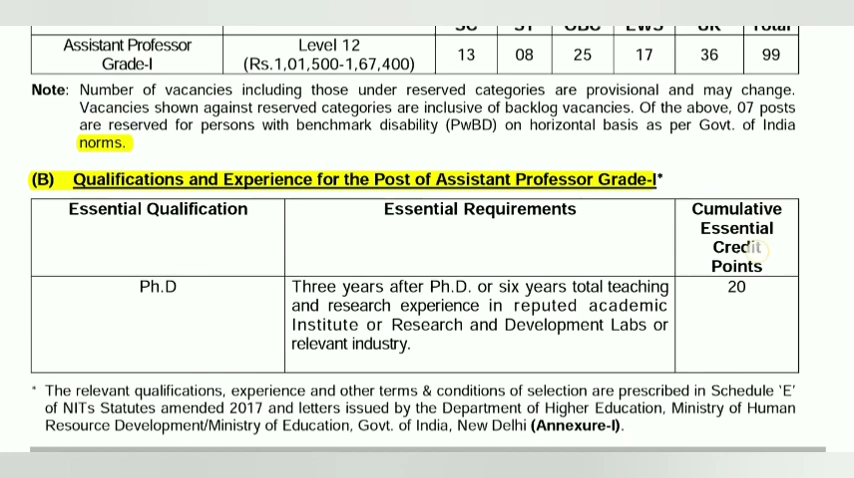 SC ST OBC EWS UR Total
Assistant Professor Grade-I Level 12 (Rs.1,01,500-1,67,400) 13 08 25 17 36 99
Note: Number of vacancies including those under reserved categories are provisional and may change.
Vacancies shown against reserved categories are inclusive of backlog vacancies. Of the above, 07 posts
are reserved for persons with benchmark disability (PwBD) on horizontal basis as per Govt. of India
norms.
(B) Qualifications and Experience for the Post of Assistant Professor Grade-I*
Essential Qualification
Essential Requirements
Cumulative
Essential
Credit
Points
Ph.D
Three years after Ph.D. or six years total teaching
and research experience in reputed academic
Institute or Research and Development Labs or
relevant industry.
20
* The relevant qualifications, experience and other terms & conditions of selection are prescribed in Schedule 'E'
of NITs Statutes amended 2017 and letters issued by the Department of Higher Education, Ministry of Human
Resource Development/Ministry of Education, Govt. of India, New Delhi (Annexure-I).